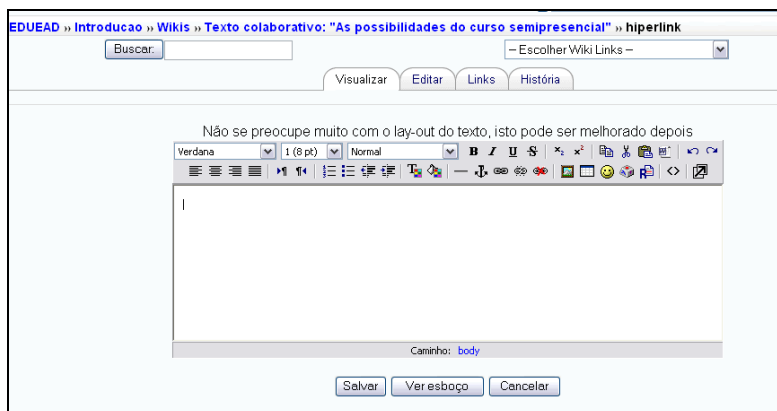 EDUEAD » Introducao » Wikis » Texto colaborativo: "As possibilidades do curso semipresencial" » hiperlink
Buscar: – Escolher Wiki Links –
Visualizar Editar Links História
Não se preocupe muito com o lay-out do texto, isto pode ser melhorado depois
Verdana 1 (8 pt) Normal B I U S x₂ x²
Caminho: body
Salvar Ver esboço Cancelar